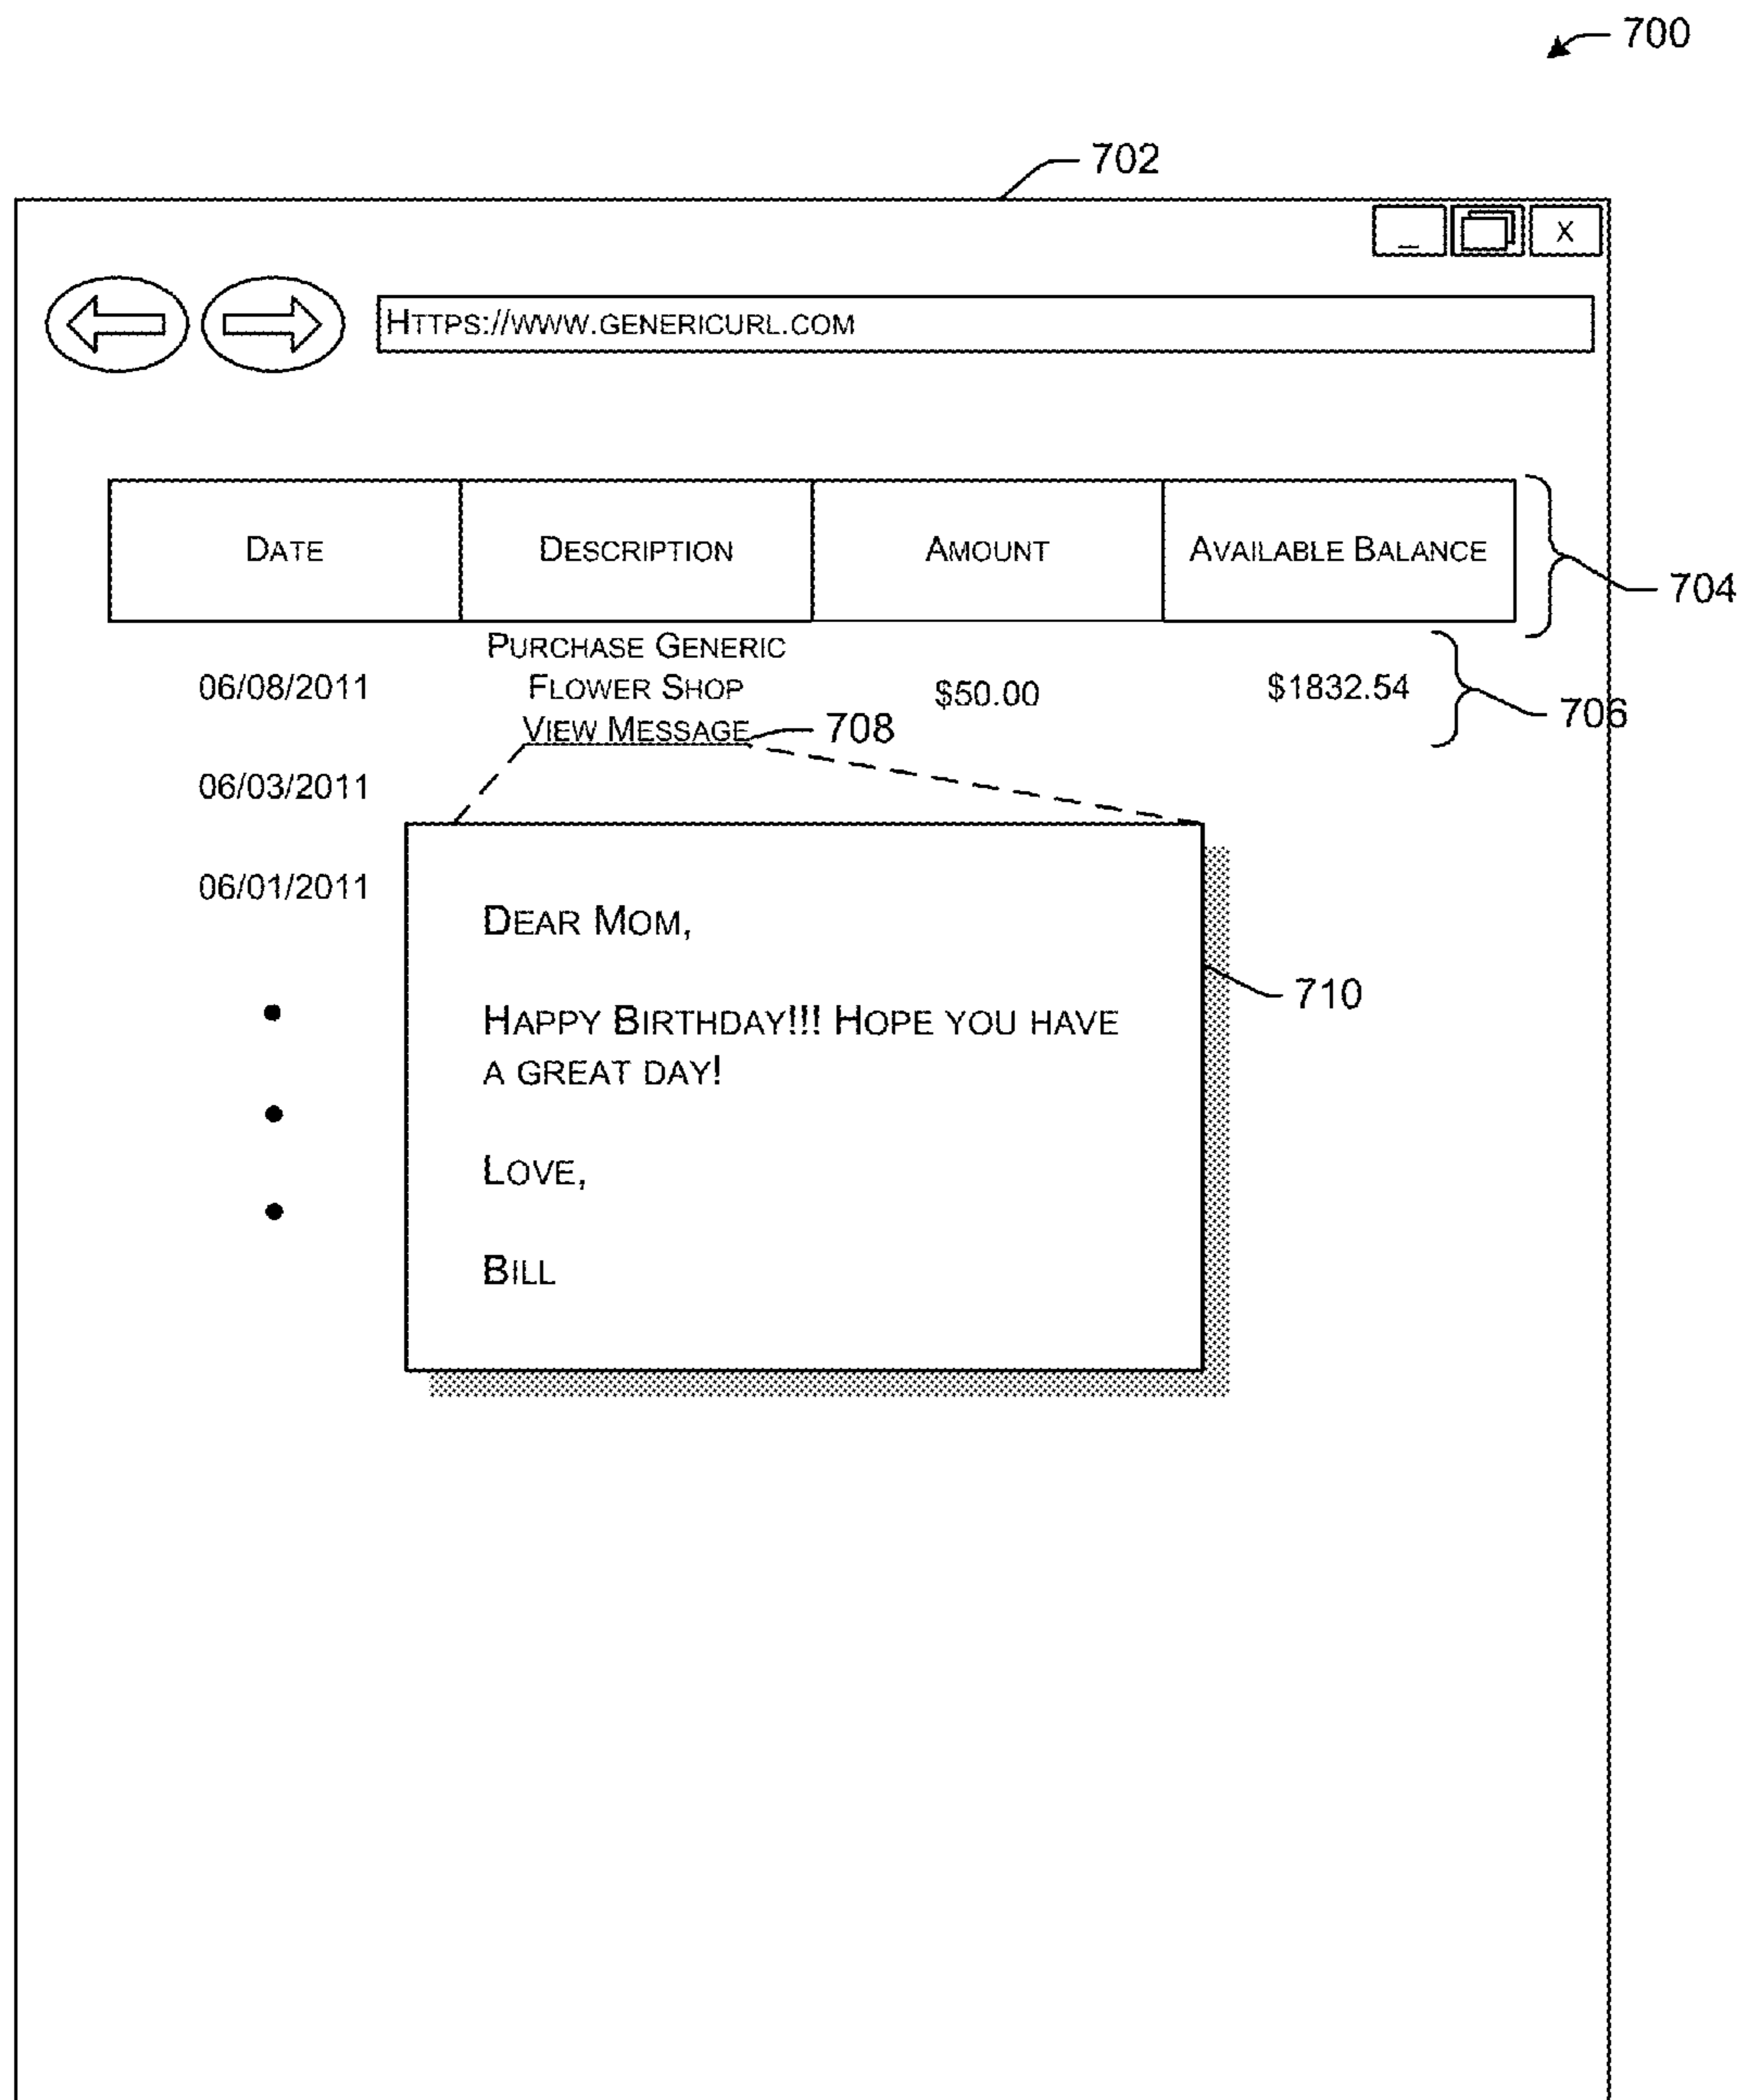 700
702
_ X
HTTPS://WWW.GENERICURL.COM
DATE DESCRIPTION AMOUNT AVAILABLE BALANCE
704
PURCHASE GENERIC
06/08/2011 FLOWER SHOP $50.00 $1832.54
706
VIEW MESSAGE 708
06/03/2011
06/01/2011
DEAR MOM,
710
HAPPY BIRTHDAY!!! HOPE YOU HAVE
A GREAT DAY!
LOVE,
BILL